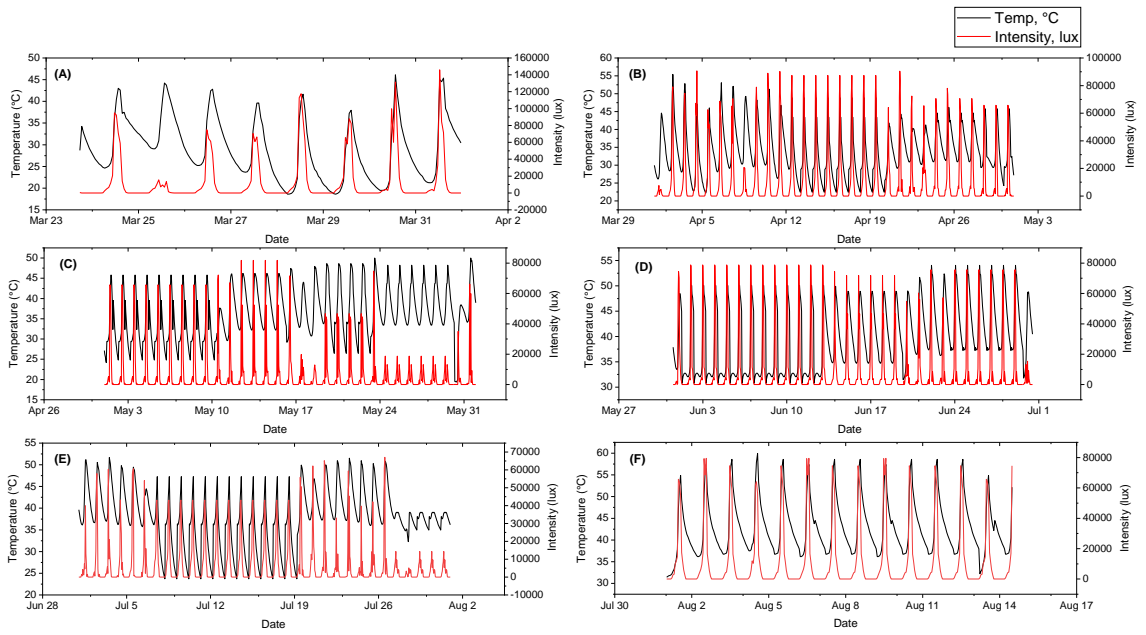 Temp, °C
Intensity, lux
(A)
Temperature (°C)
50
45
40
35
30
25
20
15
Mar 23
Mar 25
Mar 27
Mar 29
Mar 31
Apr 2
Date
160000
140000
120000
100000
80000
60000
40000
20000
0
-20000
Intensity (lux)
(B)
Temperature (°C)
60
55
50
45
40
35
30
25
20
15
Mar 29
Apr 5
Apr 12
Apr 19
Apr 26
May 3
Date
100000
80000
60000
40000
20000
0
Intensity (lux)
(C)
Temperature (°C)
50
45
40
35
30
25
20
15
Apr 26
May 3
May 10
May 17
May 24
May 31
Date
80000
60000
40000
20000
0
Intensity (lux)
(D)
Temperature (°C)
55
50
45
40
35
30
May 27
Jun 3
Jun 10
Jun 17
Jun 24
Jul 1
Date
80000
60000
40000
20000
0
Intensity (lux)
(E)
Temperature (°C)
55
50
45
40
35
30
25
20
Jun 28
Jul 5
Jul 12
Jul 19
Jul 26
Aug 2
Date
70000
60000
50000
40000
30000
20000
10000
0
-10000
Intensity (lux)
(F)
Temperature (°C)
60
55
50
45
40
35
30
Jul 30
Aug 2
Aug 5
Aug 8
Aug 11
Aug 14
Aug 17
Date
80000
60000
40000
20000
0
Intensity (lux)